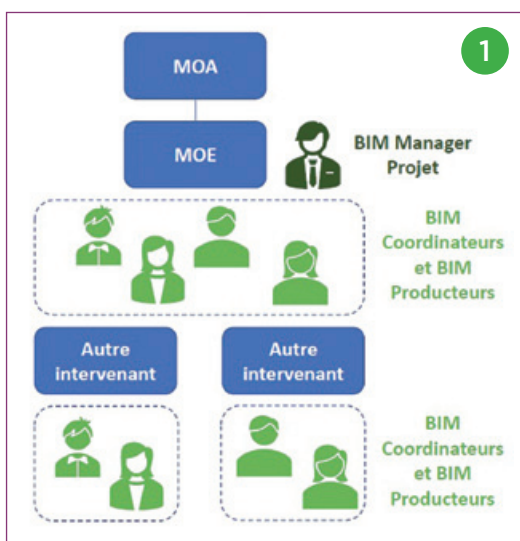 1
MOA
MOE
BIM Manager
Projet
BIM
Coordinateurs
et BIM
Producteurs
Autre
intervenant
Autre
intervenant
BIM
Coordinateurs
et BIM
Producteurs